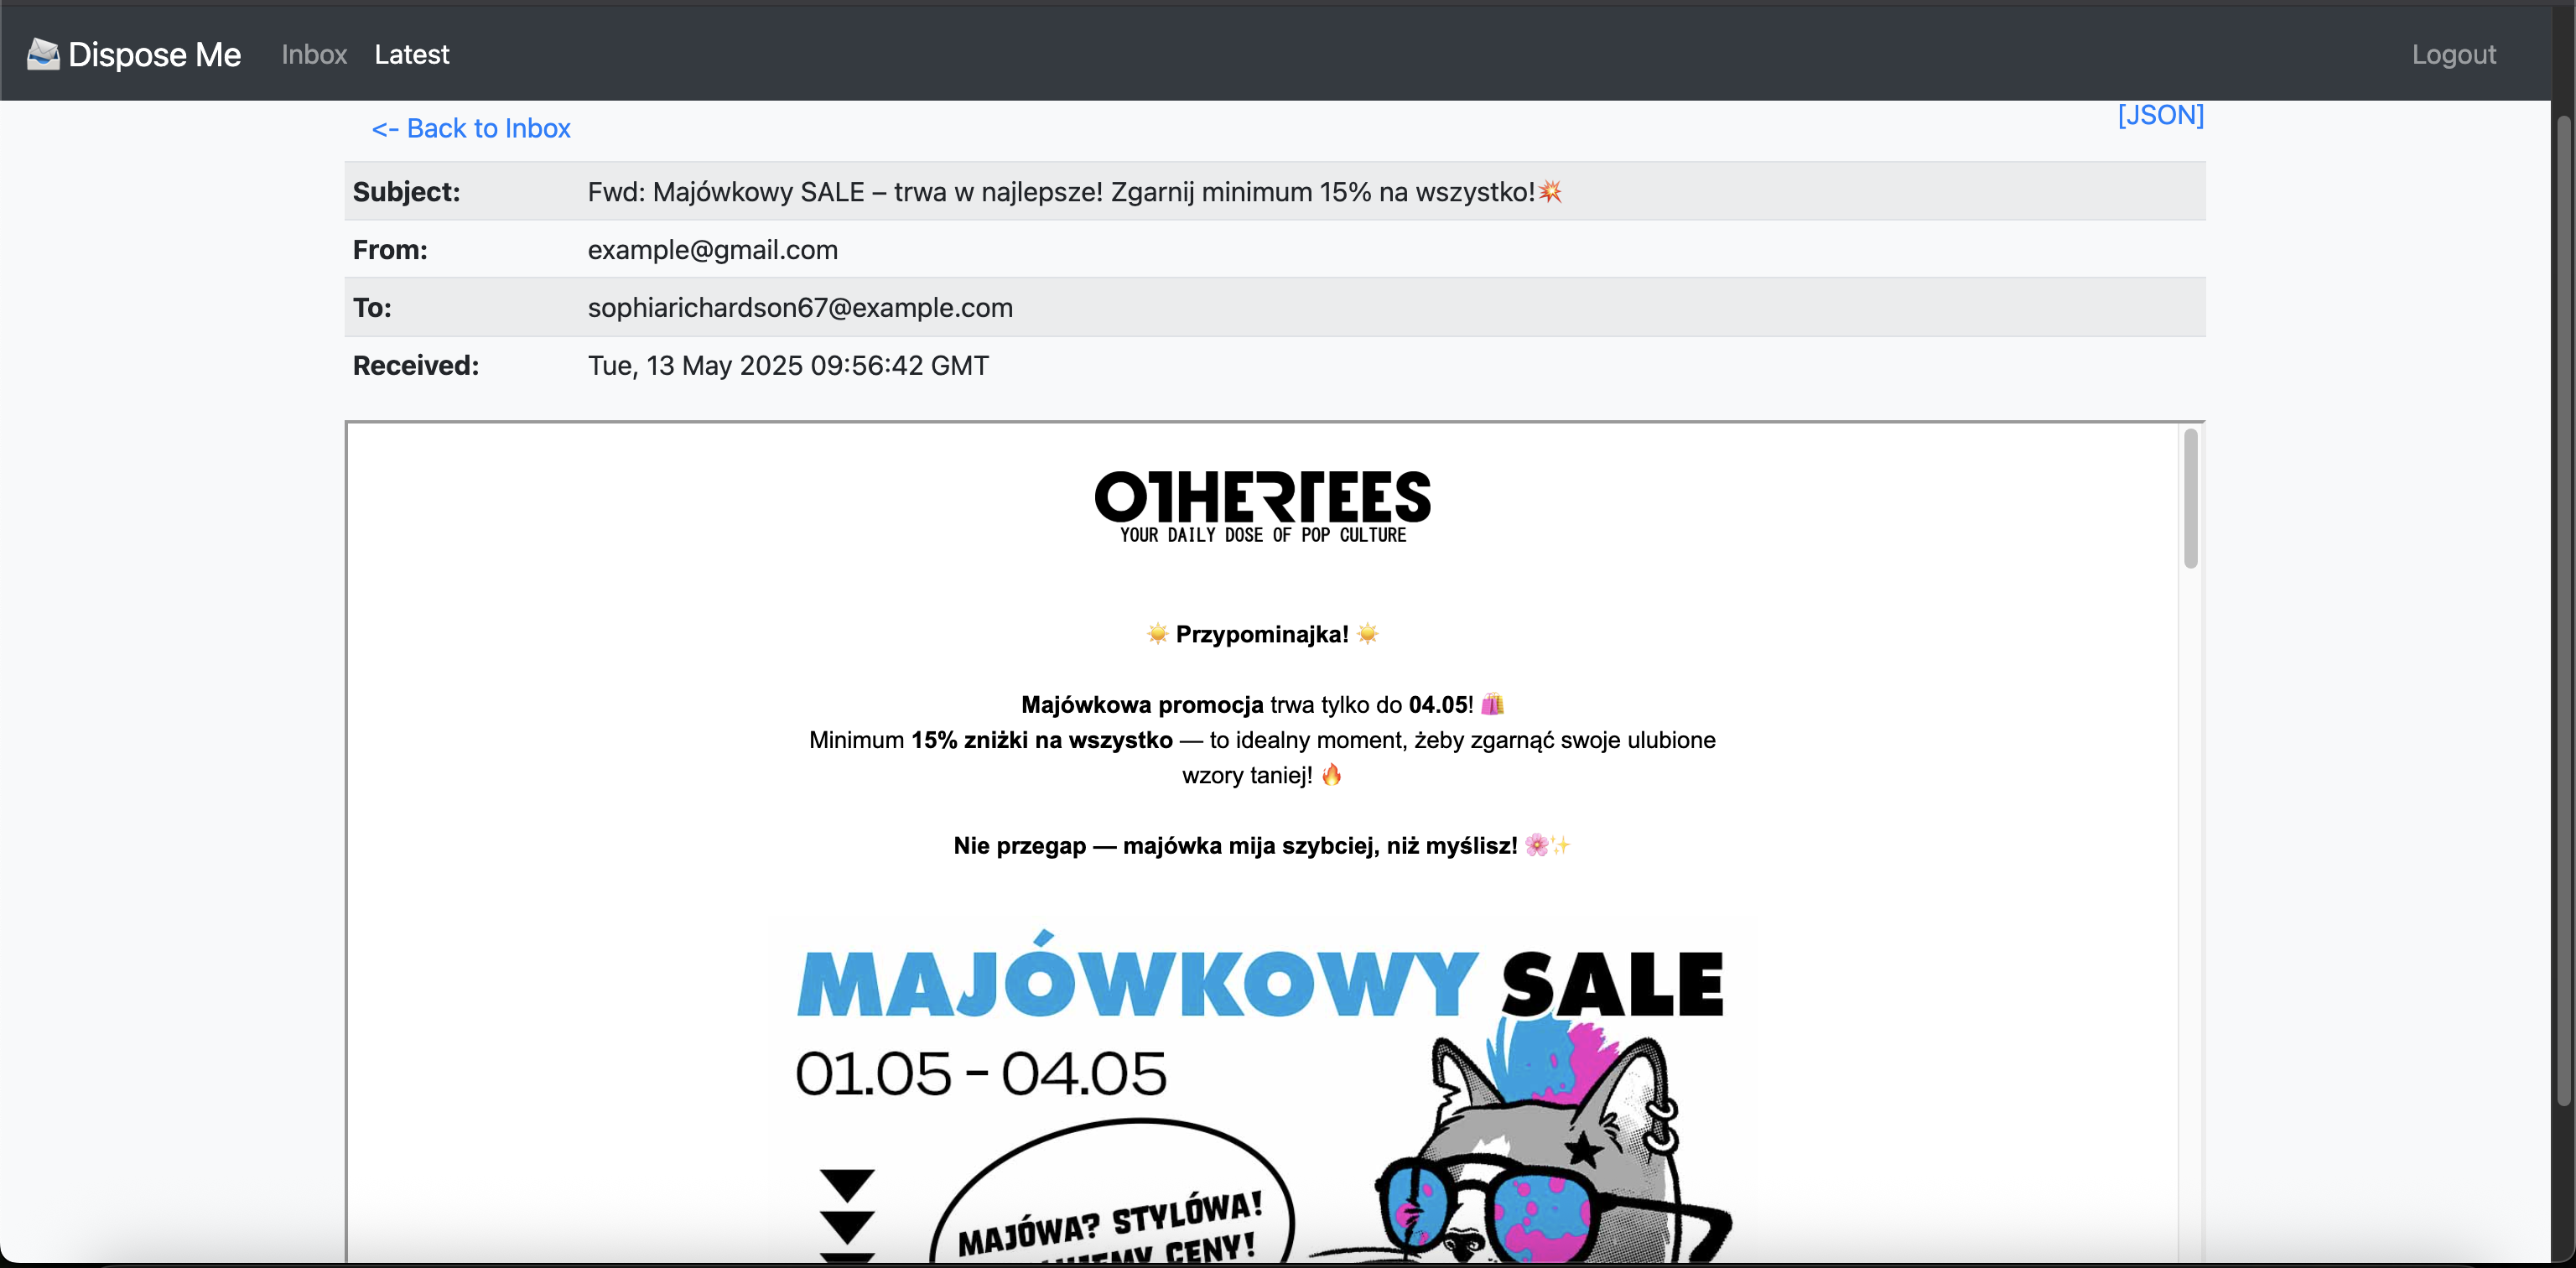 Dispose Me Inbox Latest Logout
<- Back to Inbox [JSON]
Subject: Fwd: Majówkowy SALE – trwa w najlepsze! Zgarnij minimum 15% na wszystko!💥
From: example@gmail.com
To: sophiarichardson67@example.com
Received: Tue, 13 May 2025 09:56:42 GMT
OTHERTEES
YOUR DAILY DOSE OF POP CULTURE
☀️ Przypominajka! ☀️
Majówkowa promocja trwa tylko do 04.05! 🛍️
Minimum 15% zniżki na wszystko — to idealny moment, żeby zgarnąć swoje ulubione
wzory taniej! 🔥
Nie przegap — majówka mija szybciej, niż myślisz! 🌸✨
MAJÓWKOWY SALE
01.05 - 04.05
MAJÓWA? STYLÓWA!
CENY!